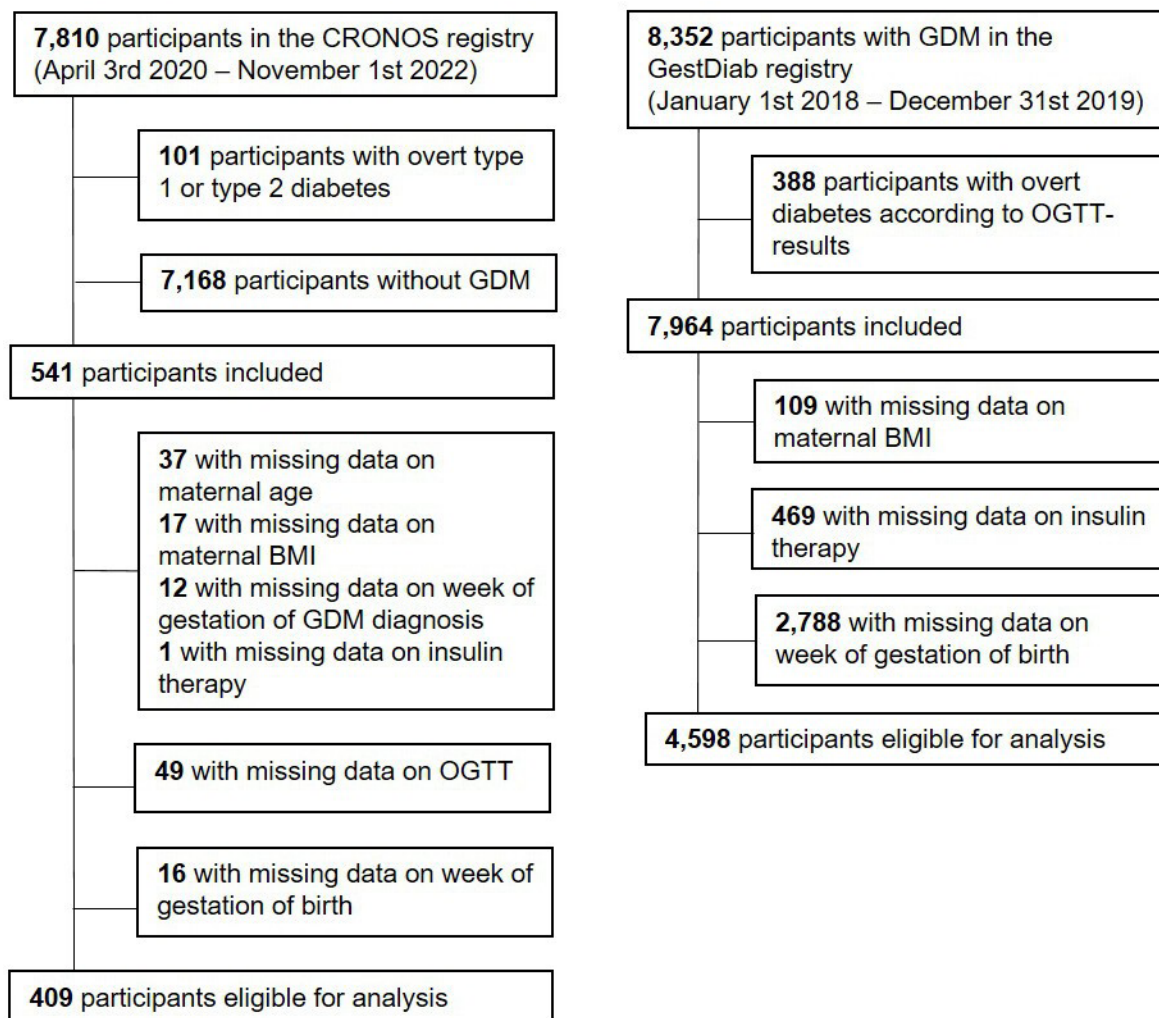 7,810 participants in the CRONOS registry
(April 3rd 2020 – November 1st 2022)
101 participants with overt type
1 or type 2 diabetes
7,168 participants without GDM
541 participants included
37 with missing data on
maternal age
17 with missing data on
maternal BMI
12 with missing data on week of
gestation of GDM diagnosis
1 with missing data on insulin
therapy
49 with missing data on OGTT
16 with missing data on week of
gestation of birth
409 participants eligible for analysis
8,352 participants with GDM in the
GestDiab registry
(January 1st 2018 – December 31st 2019)
388 participants with overt
diabetes according to OGTT-
results
7,964 participants included
109 with missing data on
maternal BMI
469 with missing data on insulin
therapy
2,788 with missing data on
week of gestation of birth
4,598 participants eligible for analysis